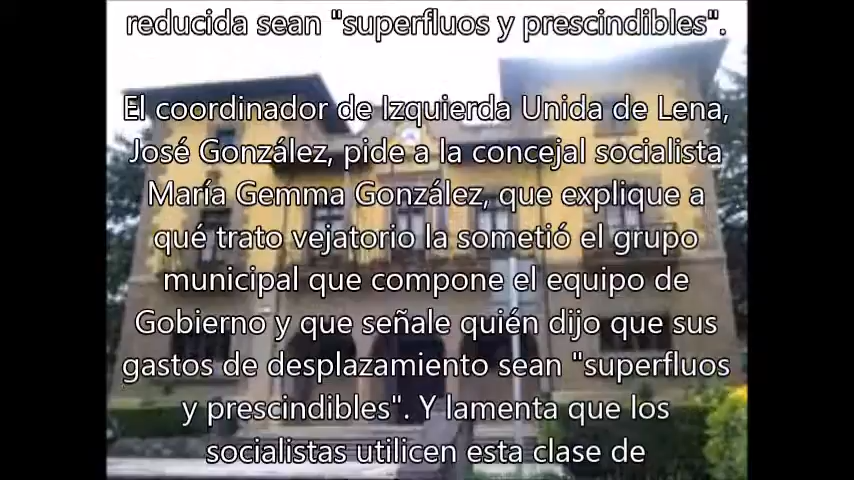 reducida sean "superfluos y prescindibles".
El coordinador de Izquierda Unida de Lena,
José González, pide a la concejal socialista
María Gemma González, que explique a
qué trato vejatorio la sometió el grupo
municipal que compone el equipo de
Gobierno y que señale quién dijo que sus
gastos de desplazamiento sean "superfluos
y prescindibles". Y lamenta que los
socialistas utilicen esta clase de